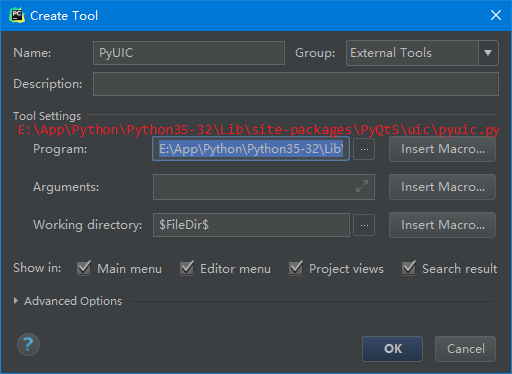 PC
Create Tool
Name: PyUIC Group: External Tools
Description:
Tool Settings
E:\App\Python\Python35-32\Lib\site-packages\PyQt5\uic\pyuic.py
Program: E:\App\Python\Python35-32\Lib\ ... Insert Macro...
Arguments: Insert Macro...
Working directory: $FileDir$ ... Insert Macro...
Show in: Main menu Editor menu Project views Search result
Advanced Options
? OK Cancel